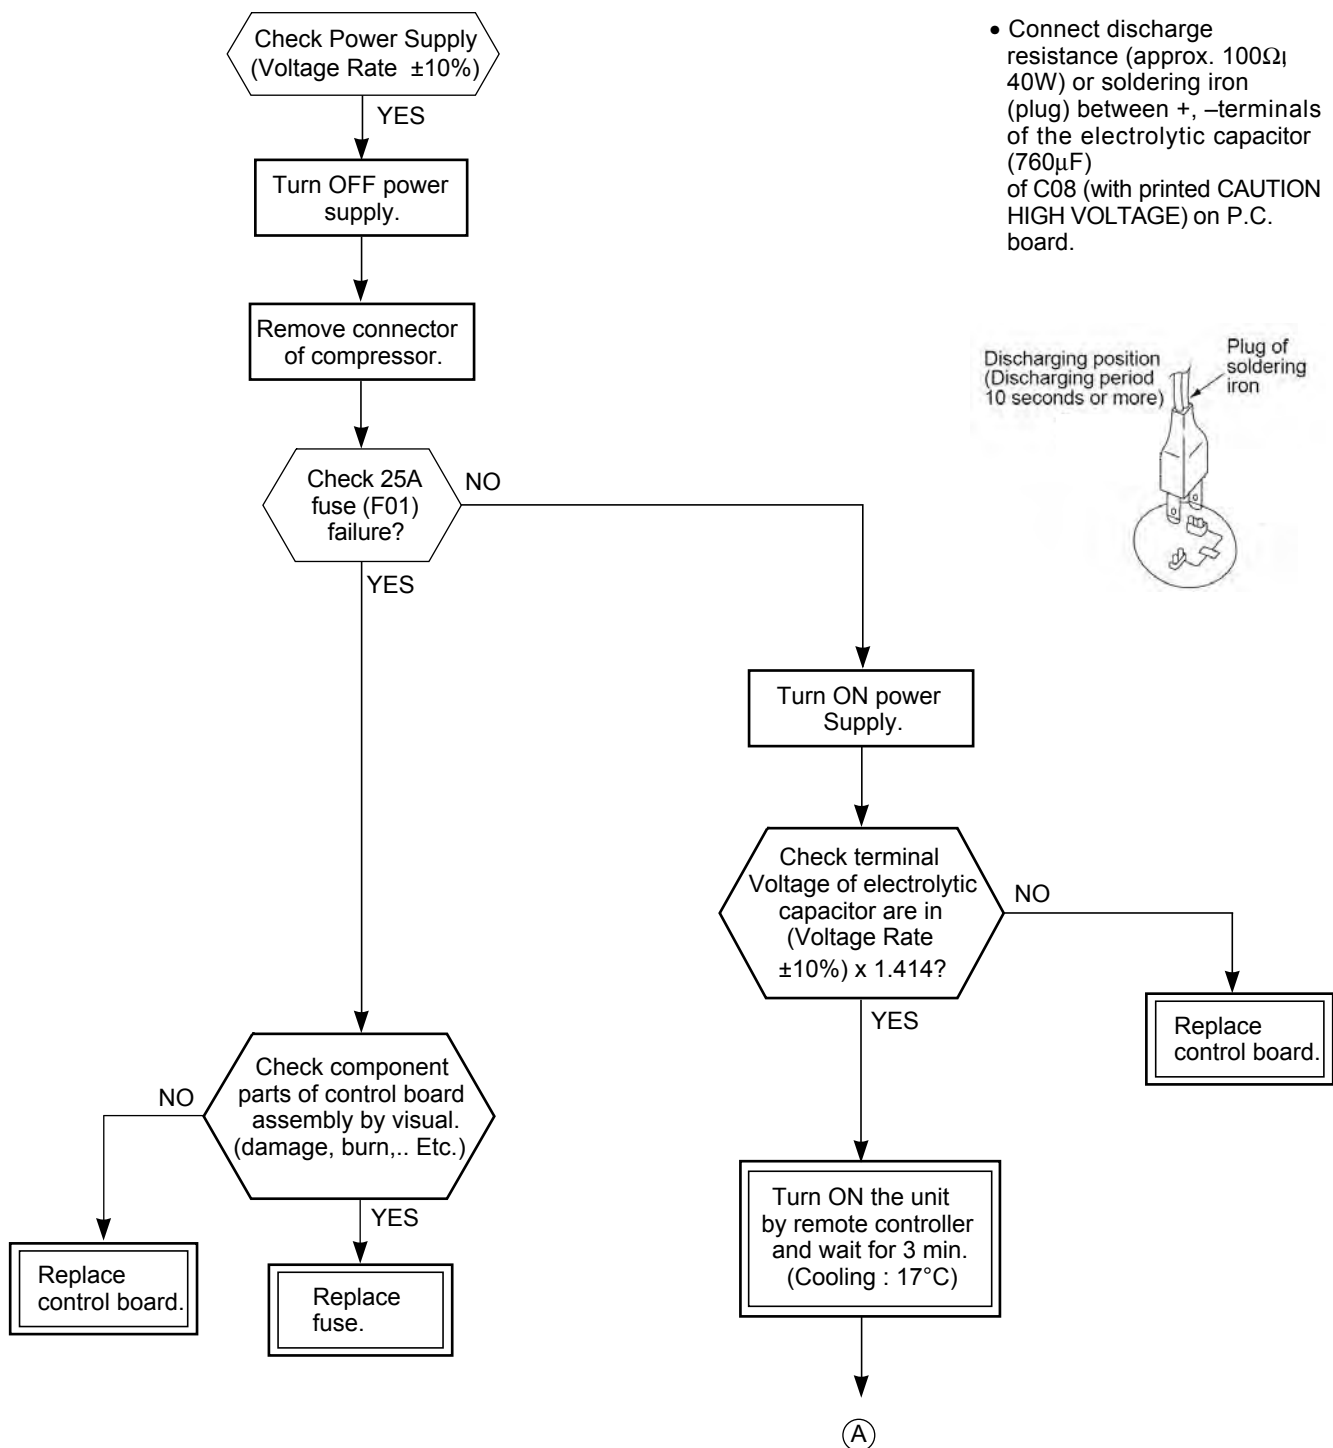 Check Power Supply
(Voltage Rate ±10%)
YES
Turn OFF power
supply.
Remove connector
of compressor.
Check 25A
fuse (F01)
failure?
NO
YES
Turn ON power
Supply.
Check terminal
Voltage of electrolytic
capacitor are in
(Voltage Rate
±10%) x 1.414?
NO
YES
Replace
control board.
Check component
parts of control board
assembly by visual.
(damage, burn,.. Etc.)
NO
YES
Replace
control board.
Replace
fuse.
Turn ON the unit
by remote controller
and wait for 3 min.
(Cooling : 17°C)
A
• Connect discharge
resistance (approx. 100Ω¡
40W) or soldering iron
(plug) between +, –terminals
of the electrolytic capacitor
(760µF)
of C08 (with printed CAUTION
HIGH VOLTAGE) on P.C.
board.
Discharging position
(Discharging period
10 seconds or more)
Plug of
soldering
iron